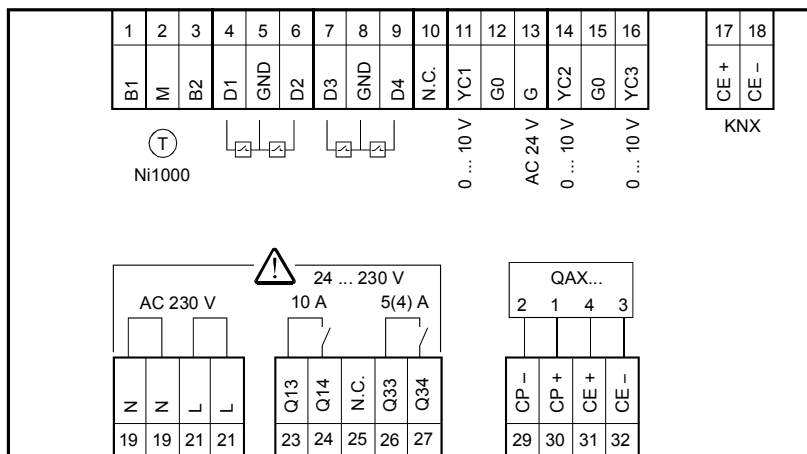 1 2 3 4 5 6 7 8 9 10 11 12 13 14 15 16 17 18
B1 M B2 D1 GND D2 D3 GND D4 N.C. YC1 G0 G YC2 G0 YC3 CE + CE –
T
Ni1000
0 ... 10 V
AC 24 V
0 ... 10 V
0 ... 10 V
KNX
24 ... 230 V
QAX...
AC 230 V 10 A 5(4) A
2 1 4 3
N N L L Q13 Q14 N.C. Q33 Q34 CP – CP + CE + CE –
19 19 21 21 23 24 25 26 27 29 30 31 32